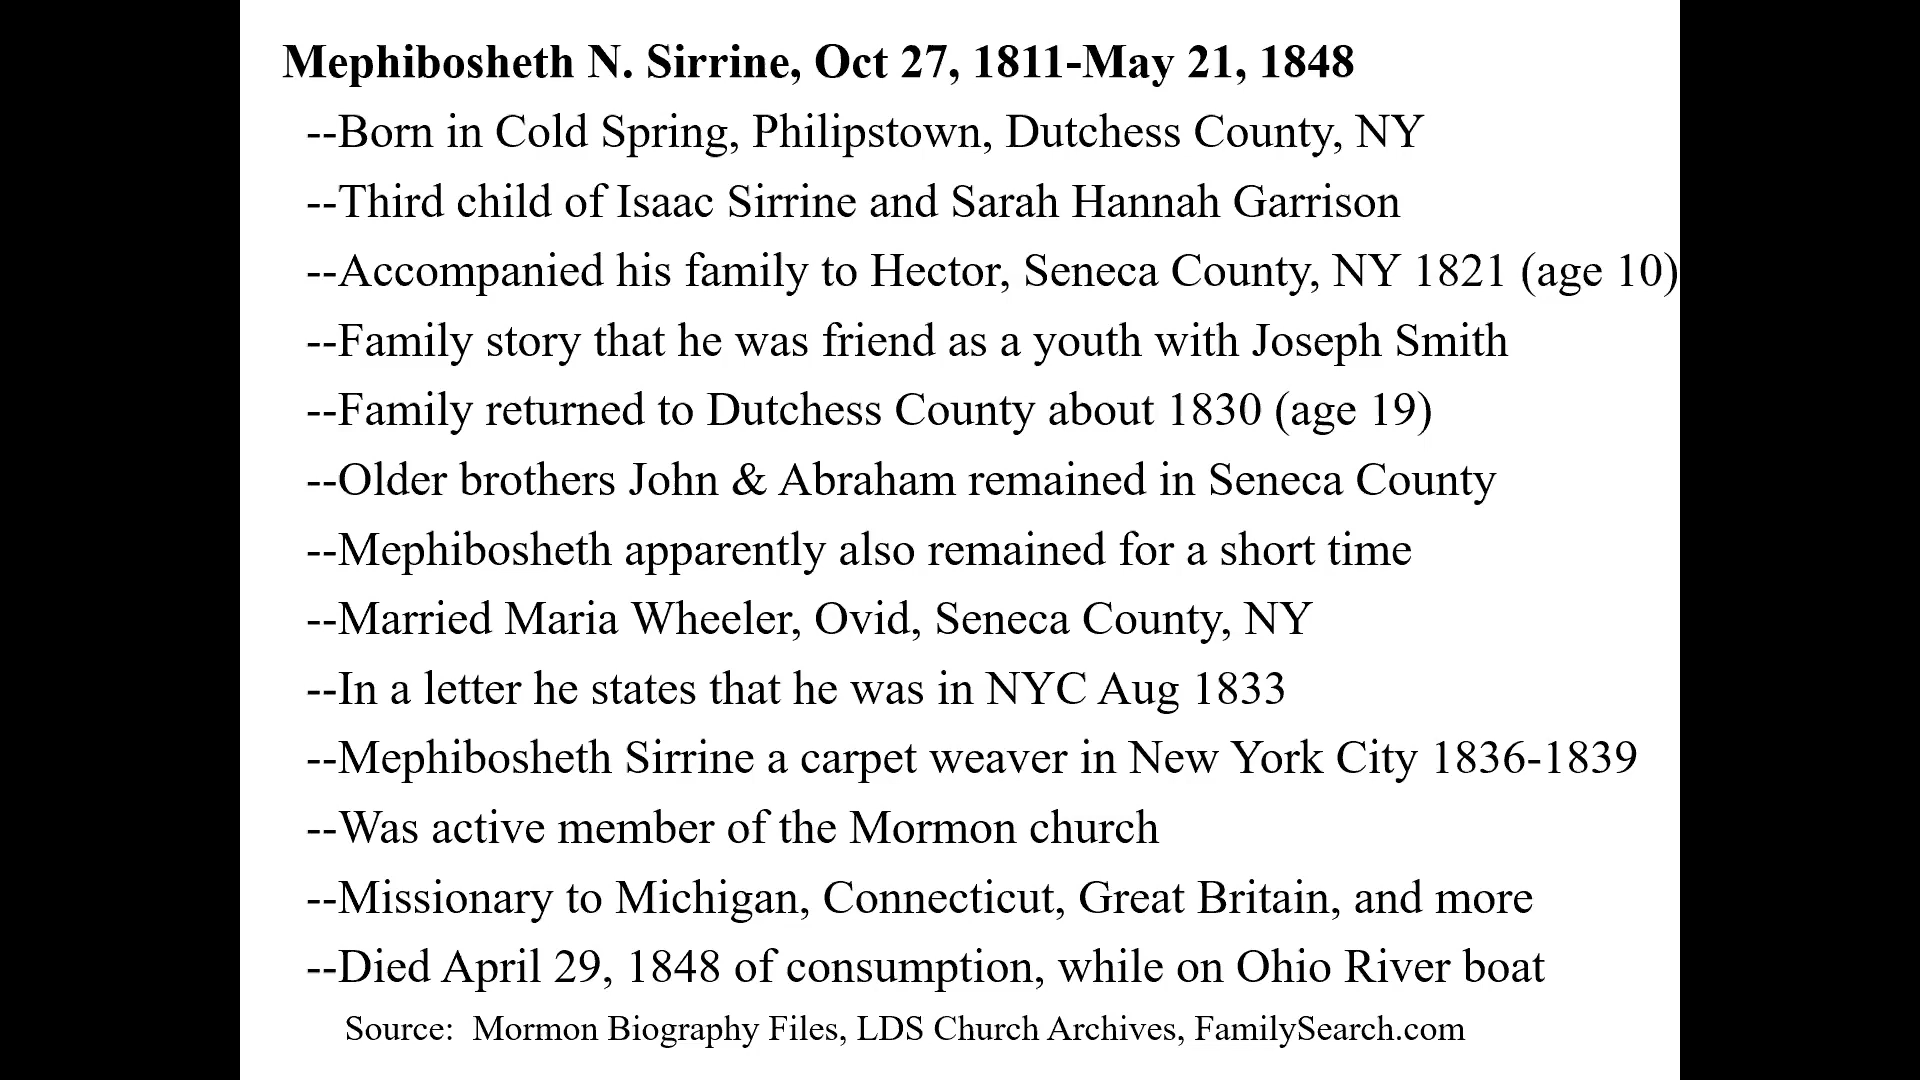 Mephibosheth N. Sirrine, Oct 27, 1811-May 21, 1848
--Born in Cold Spring, Philipstown, Dutchess County, NY
--Third child of Isaac Sirrine and Sarah Hannah Garrison
--Accompanied his family to Hector, Seneca County, NY 1821 (age 10)
--Family story that he was friend as a youth with Joseph Smith
--Family returned to Dutchess County about 1830 (age 19)
--Older brothers John & Abraham remained in Seneca County
--Mephibosheth apparently also remained for a short time
--Married Maria Wheeler, Ovid, Seneca County, NY
--In a letter he states that he was in NYC Aug 1833
--Mephibosheth Sirrine a carpet weaver in New York City 1836-1839
--Was active member of the Mormon church
--Missionary to Michigan, Connecticut, Great Britain, and more
--Died April 29, 1848 of consumption, while on Ohio River boat
Source:  Mormon Biography Files, LDS Church Archives, FamilySearch.com